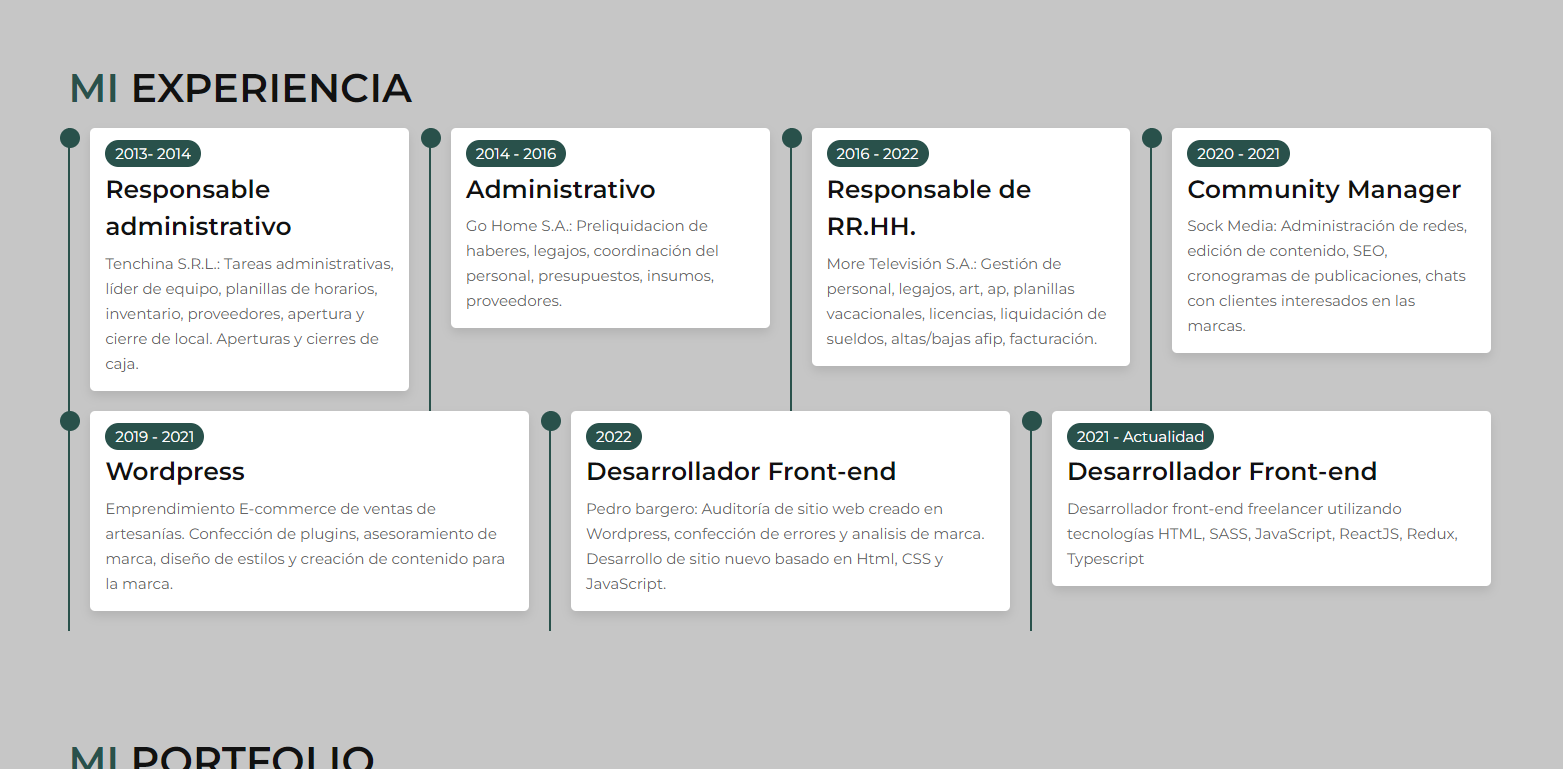 MI EXPERIENCIA
2013- 2014
Responsable
administrativo
Tenchina S.R.L.: Tareas administrativas,
líder de equipo, planillas de horarios,
inventario, proveedores, apertura y
cierre de local. Aperturas y cierres de
caja.
2014 - 2016
Administrativo
Go Home S.A.: Preliquidacion de
haberes, legajos, coordinación del
personal, presupuestos, insumos,
proveedores.
2016 - 2022
Responsable de
RR.HH.
More Televisión S.A.: Gestión de
personal, legajos, art, ap, planillas
vacacionales, licencias, liquidación de
sueldos, altas/bajas afip, facturación.
2020 - 2021
Community Manager
Sock Media: Administración de redes,
edición de contenido, SEO,
cronogramas de publicaciones, chats
con clientes interesados en las
marcas.
2019 - 2021
Wordpress
Emprendimiento E-commerce de ventas de
artesanías. Confección de plugins, asesoramiento de
marca, diseño de estilos y creación de contenido para
la marca.
2022
Desarrollador Front-end
Pedro bargero: Auditoría de sitio web creado en
Wordpress, confección de errores y analisis de marca.
Desarrollo de sitio nuevo basado en Html, CSS y
JavaScript.
2021 - Actualidad
Desarrollador Front-end
Desarrollador front-end freelancer utilizando
tecnologías HTML, SASS, JavaScript, ReactJS, Redux,
Typescript
MI PORTFOLIO